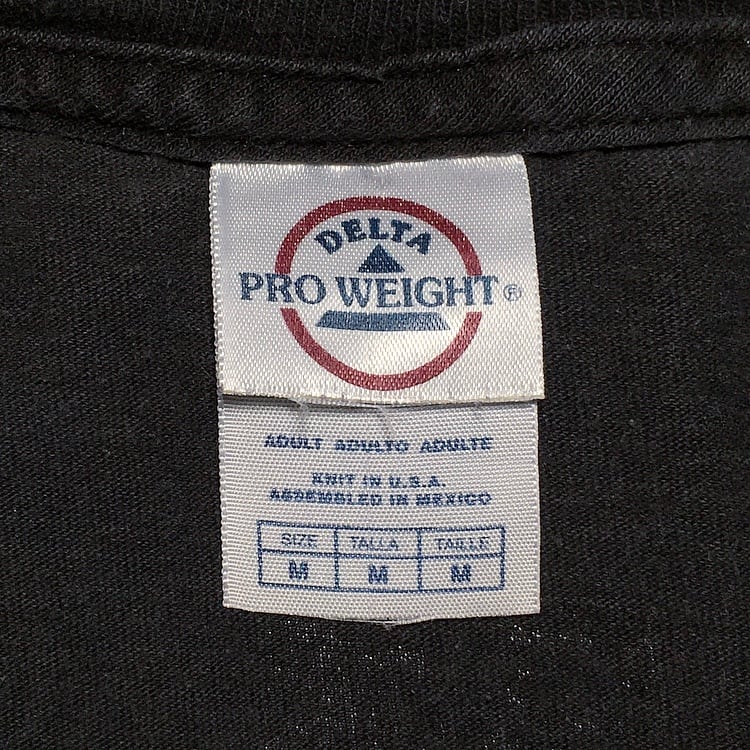 DELTA
PRO WEIGHT®
ADULT ADULTO ADULTE
KNIT IN U.S.A.
ASSEMBLED IN MEXICO
SIZE TALLA TAILLE
M M M